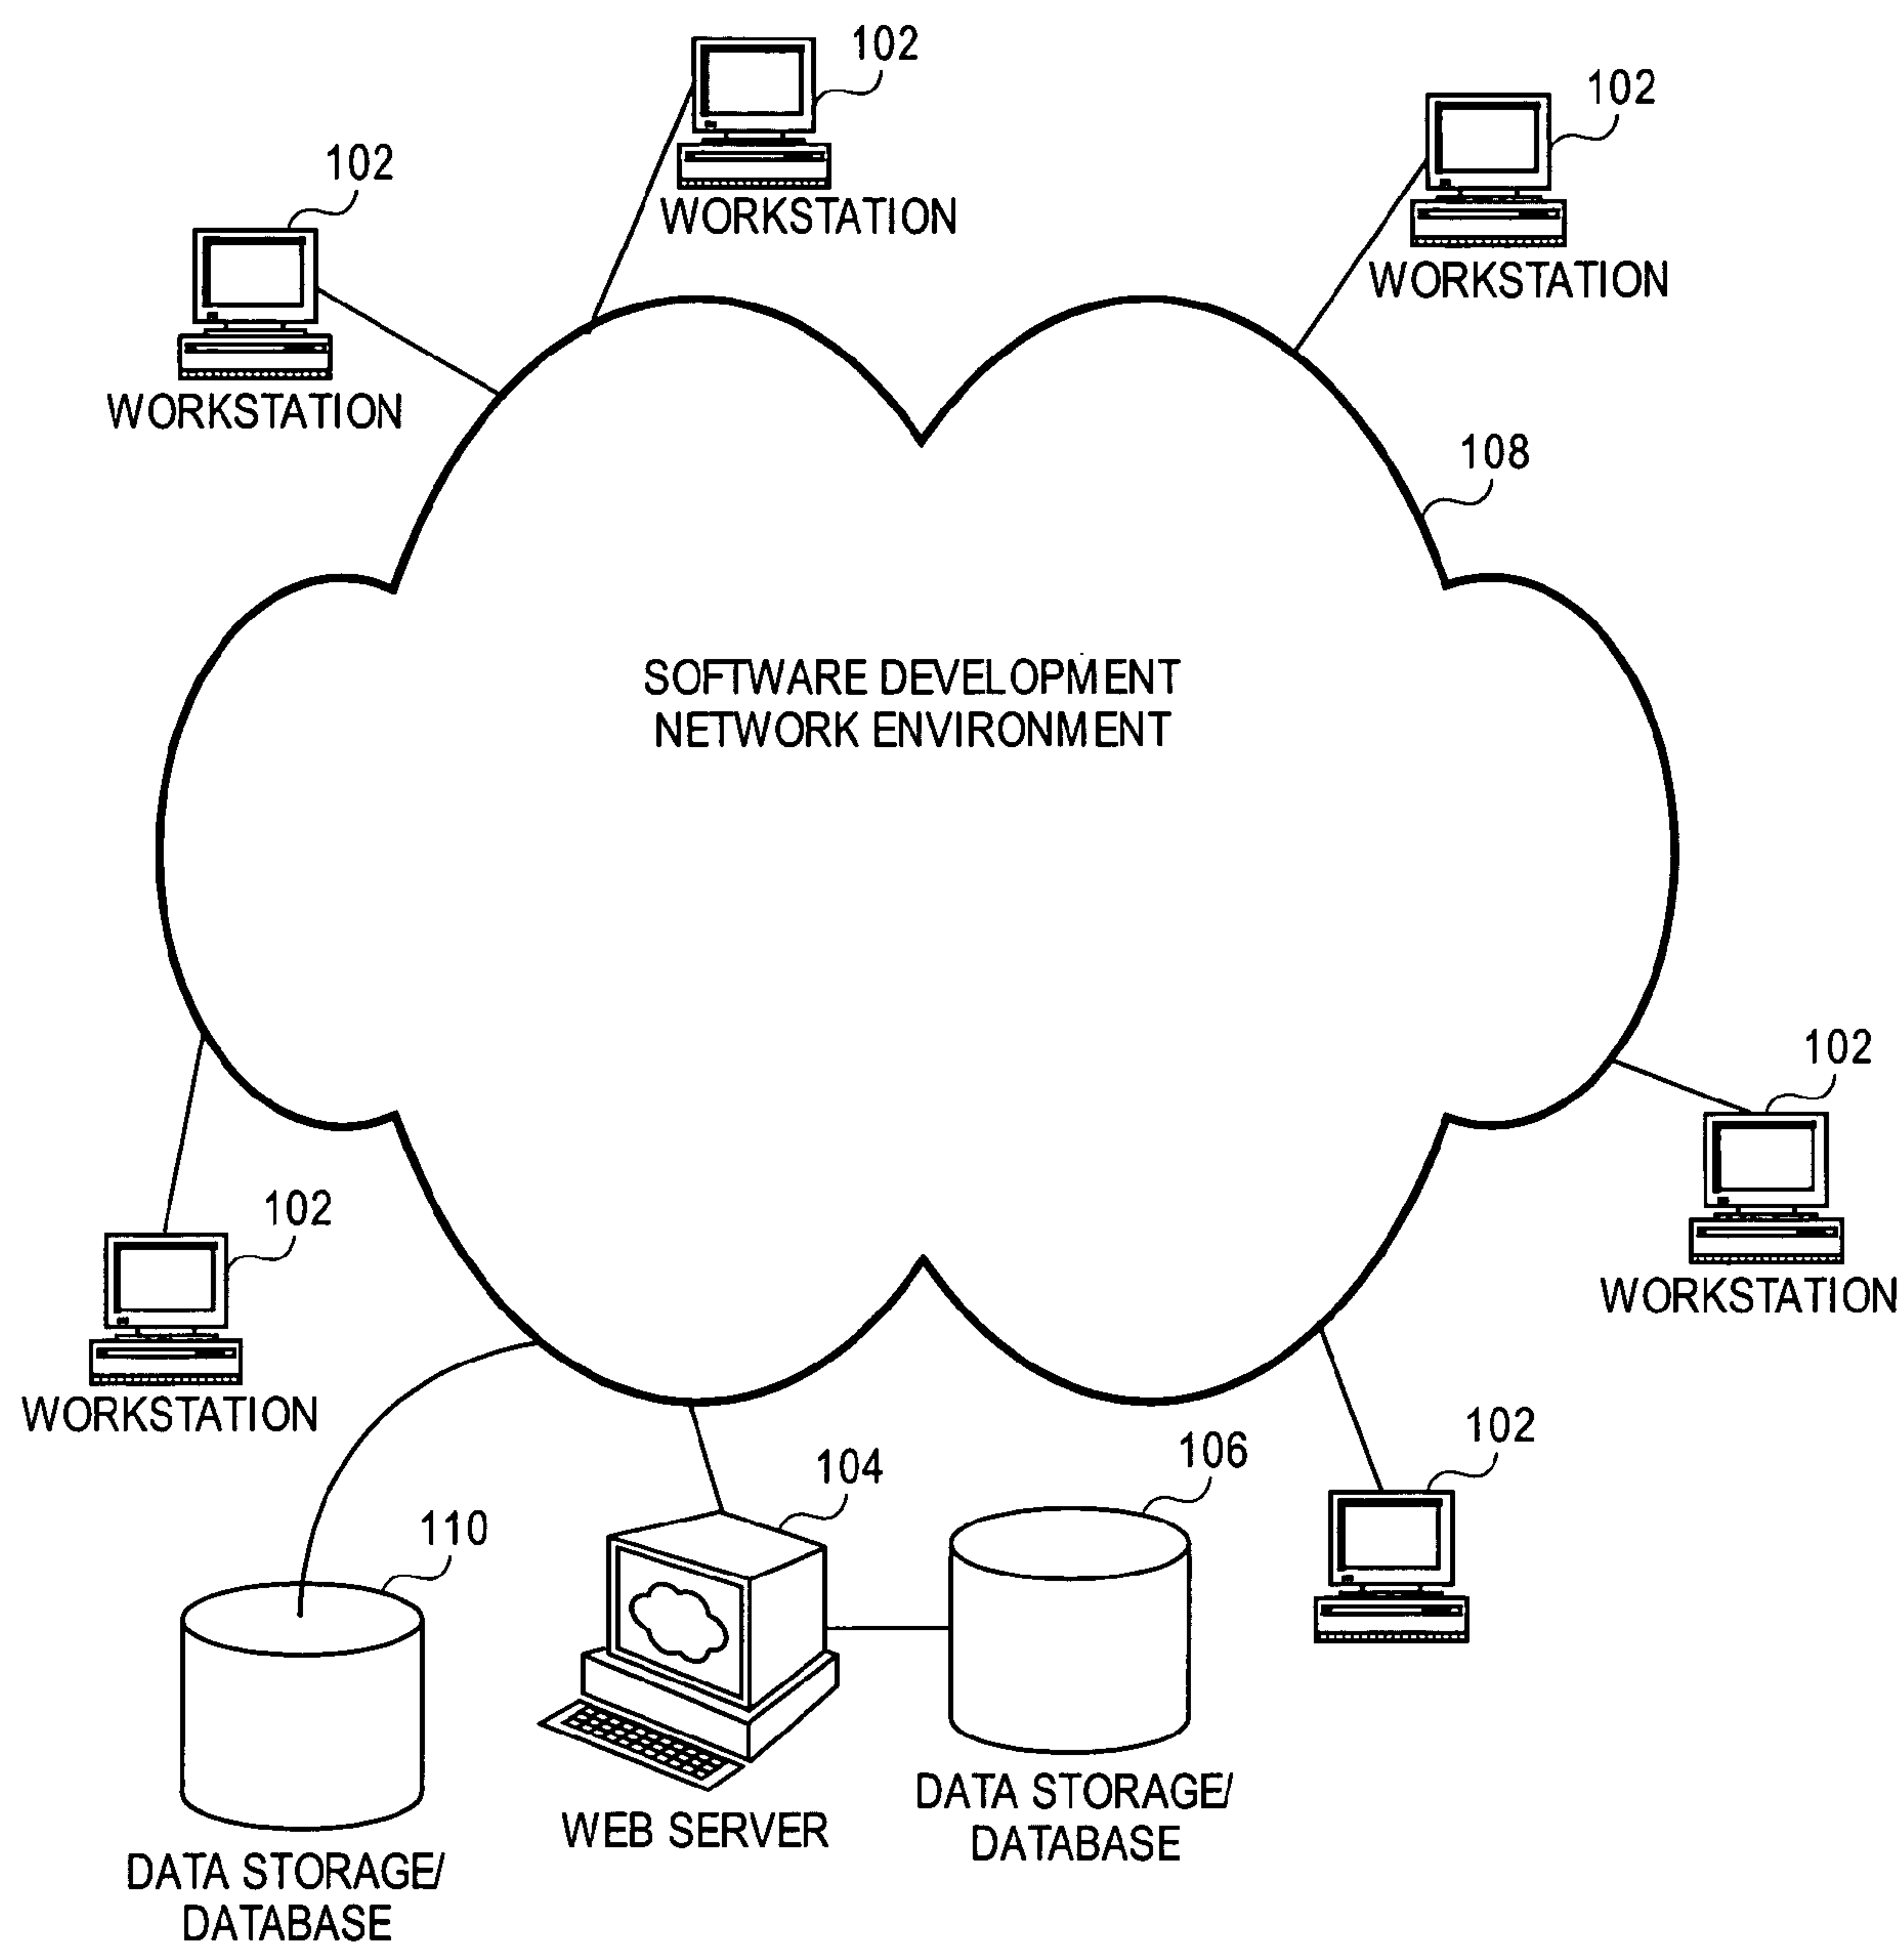 102
WORKSTATION
102
WORKSTATION
102
WORKSTATION
108
SOFTWARE DEVELOPMENT
NETWORK ENVIRONMENT
102
WORKSTATION
102
WORKSTATION
102
104
WEB SERVER
106
DATA STORAGE/
DATABASE
110
DATA STORAGE/
DATABASE